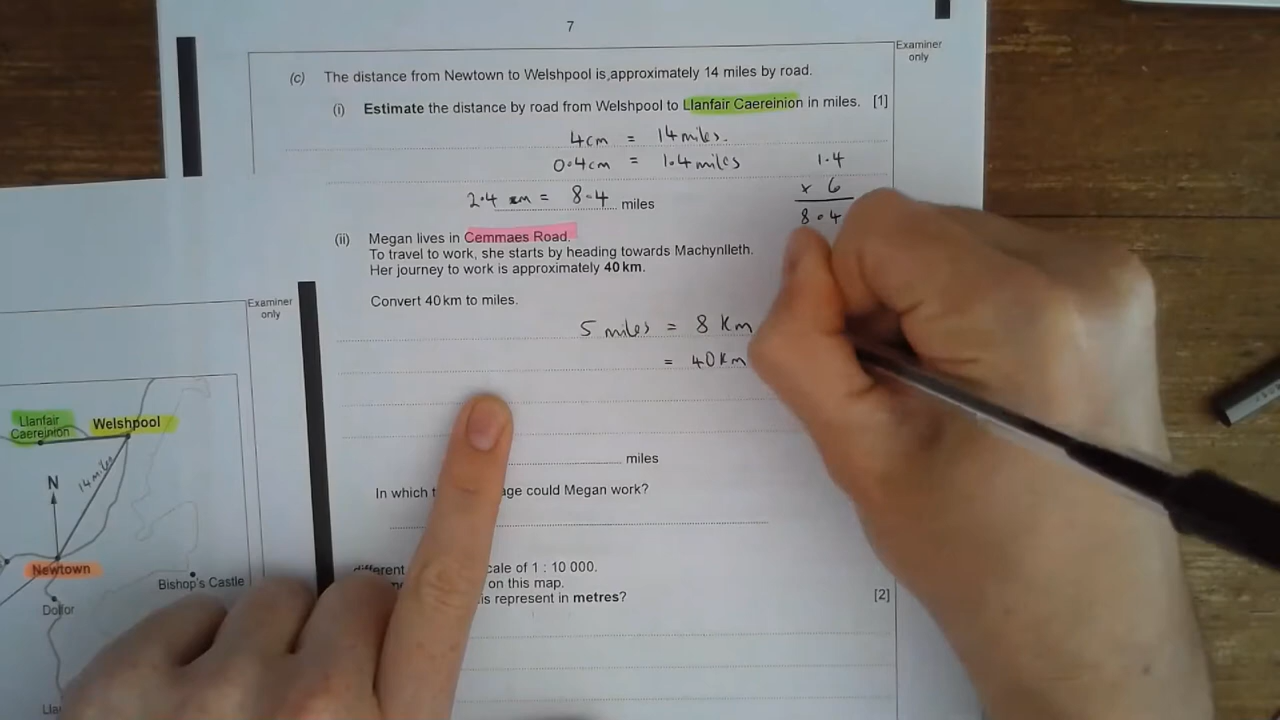 7
Examiner
only
(c) The distance from Newtown to Welshpool is approximately 14 miles by road.
(i) Estimate the distance by road from Welshpool to Llanfair Caereinion in miles. [1]
4cm = 14 miles.
0.4cm = 1.4 miles
1.4
x 6
8.4
2.4 cm = 8.4 miles
(ii) Megan lives in Cemmaes Road.
To travel to work, she starts by heading towards Machynlleth.
Her journey to work is approximately 40 km.
Convert 40 km to miles.
5 miles = 8 Km
= 40 Km
miles
In which could Megan work?
different scale of 1 : 10 000.
on this map.
is represent in metres? [2]
Examiner
only
Llanfair
Caereinion
Welshpool
14 miles
N
Newtown
Bishop's Castle
Dolfor